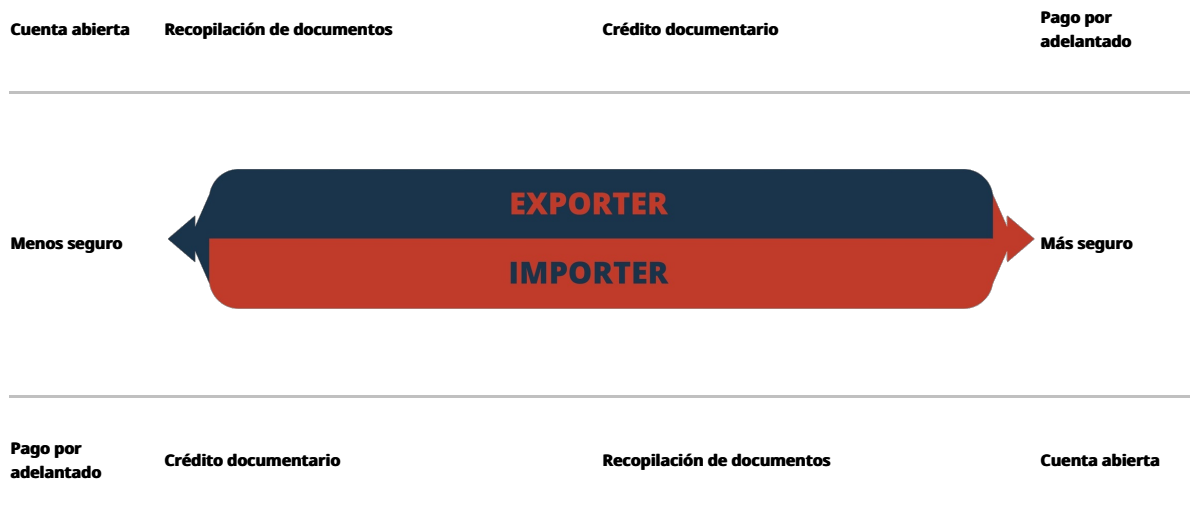 Cuenta abierta
Recopilación de documentos
Crédito documentario
Pago por
adelantado
EXPORTER
Menos seguro
Más seguro
IMPORTER
Pago por
adelantado
Crédito documentario
Recopilación de documentos
Cuenta abierta